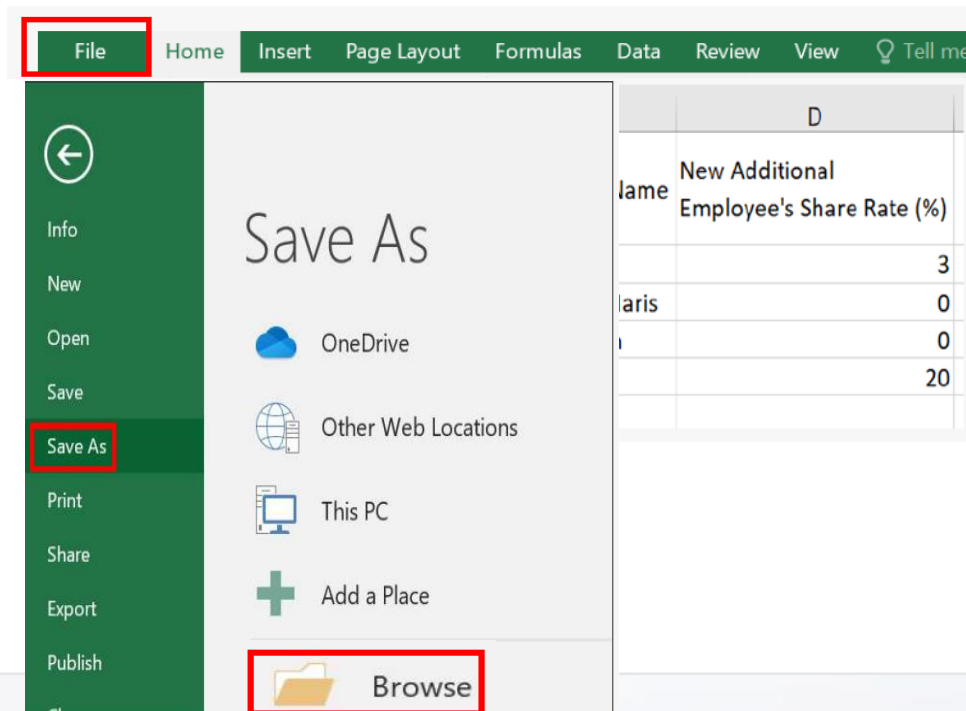 File Home Insert Page Layout Formulas Data Review View Tell me
D
New Additional
Employee's Share Rate (%)
3
0
0
20
Info
New
Open
Save
Save As
Print
Share
Export
Publish
Save As
OneDrive
Other Web Locations
This PC
Add a Place
Browse